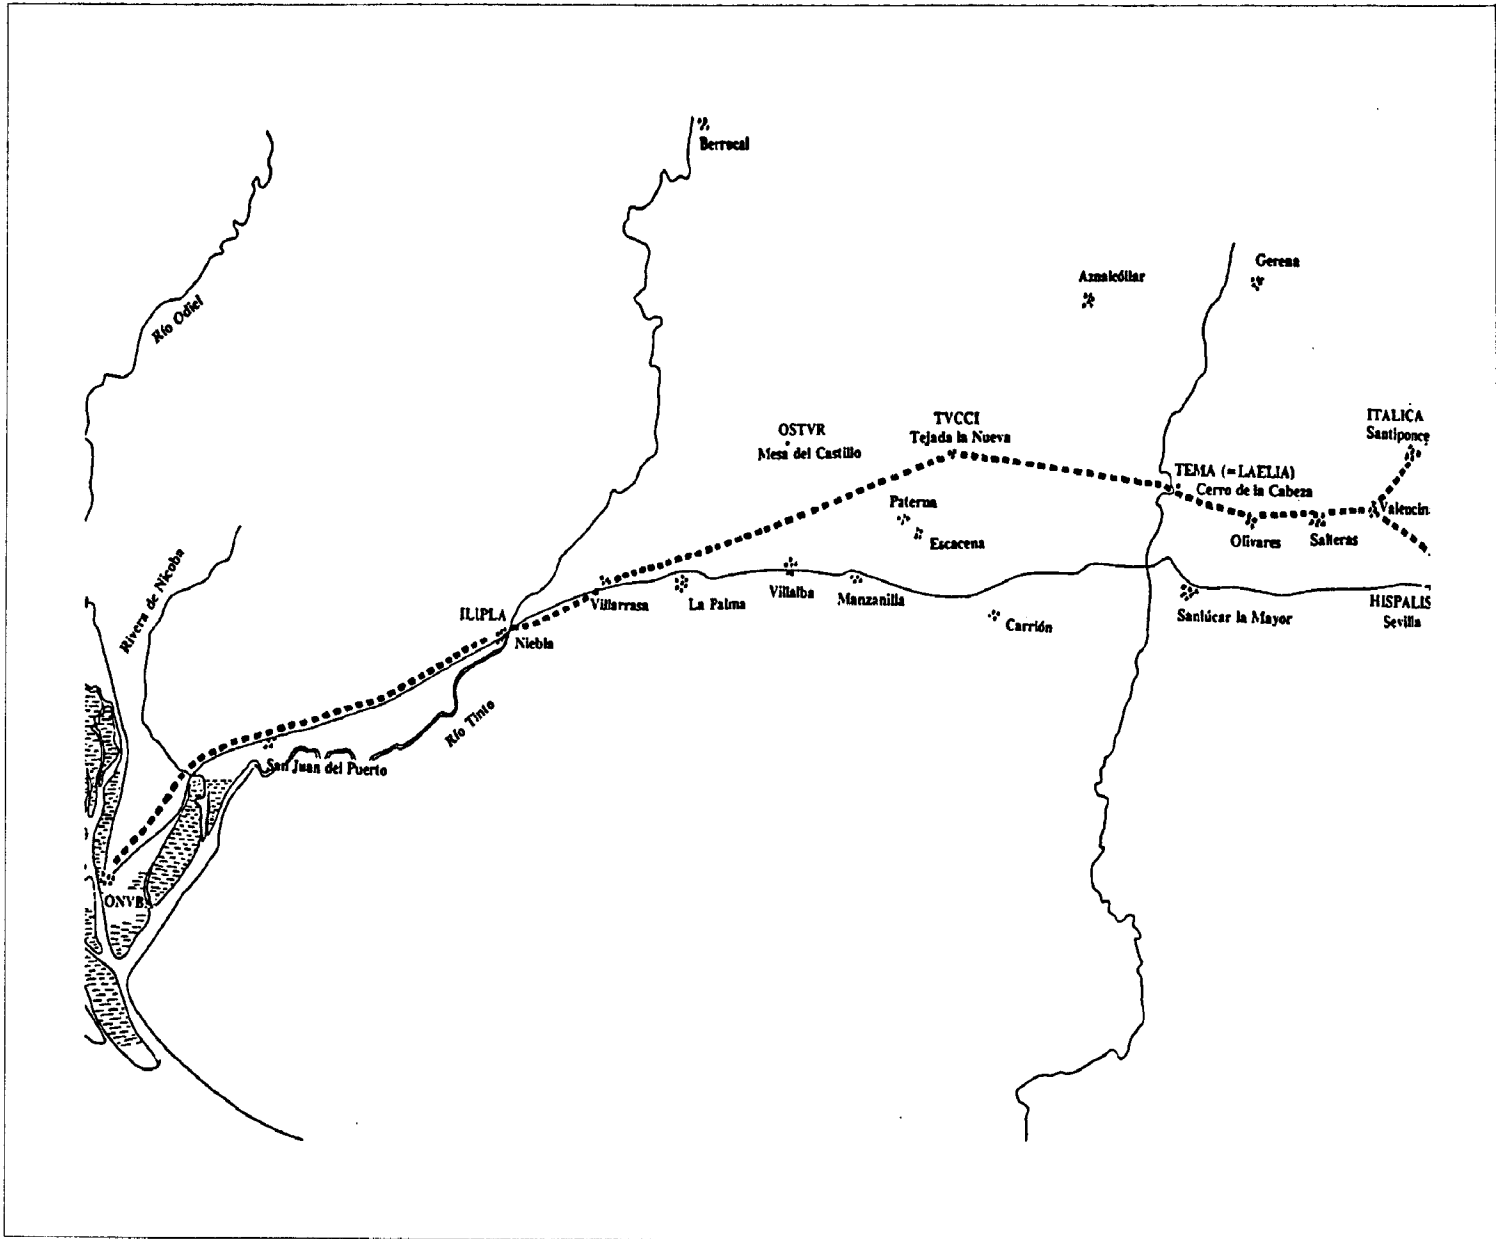 Berrocal
Gerena
Aznalcóllar
Río Odiel
ITALICA
Santiponce
TVCCI
Tejada la Nueva
OSTVR
Mesa del Castillo
TEMA (=LAELIA)
Cerro de la Cabeza
Paterna
Escacena
Valencin
Olivares
Salteras
Rivera de Nicoba
ILIPLA
Niebla
Villarrasa
La Palma
Villalba
Manzanilla
Carrión
Sanlúcar la Mayor
HISPALIS
Sevilla
Río Tinto
San Juan del Puerto
ONVB